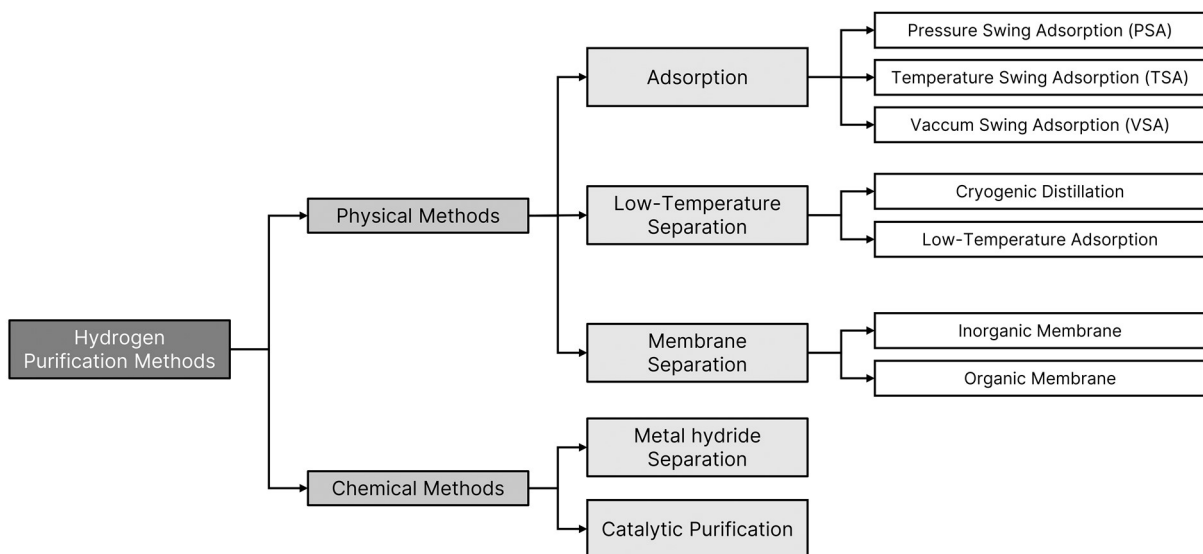 Hydrogen
Purification Methods
Physical Methods
Adsorption
Pressure Swing Adsorption (PSA)
Temperature Swing Adsorption (TSA)
Vaccum Swing Adsorption (VSA)
Low-Temperature
Separation
Cryogenic Distillation
Low-Temperature Adsorption
Membrane
Separation
Inorganic Membrane
Organic Membrane
Chemical Methods
Metal hydride
Separation
Catalytic Purification